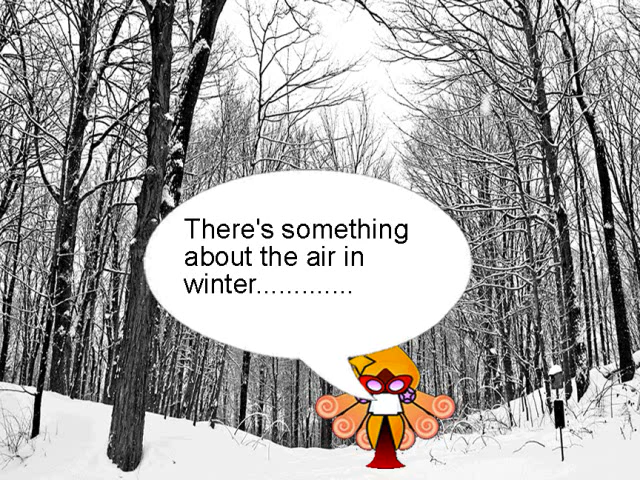 There's something
about the air in
winter.............